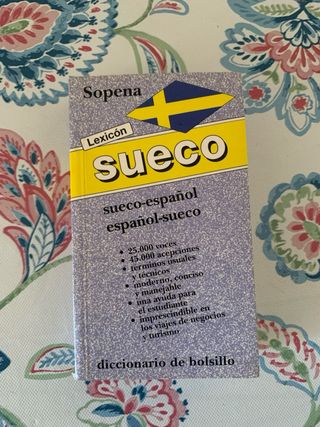 Sopena
Lexicón
sueco
sueco-español
español-sueco
• 25.000 voces
• 45.000 acepciones
• terminos usuales
y técnicos
• moderno, conciso
y manejable
• una ayuda para
el estudiante
• imprescindible en
los viajes de negocios
y turismo
diccionario de bolsillo